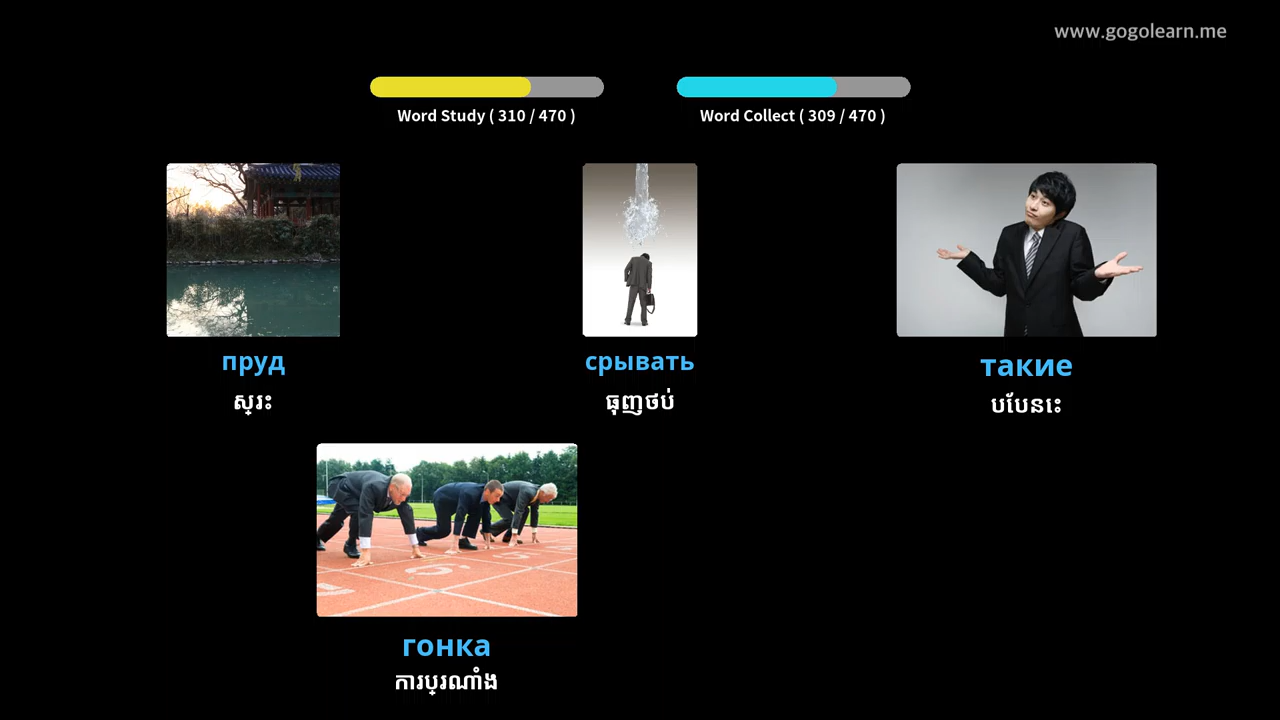 www.gogolearn.me
Word Study ( 310 / 470 )
Word Collect ( 309 / 470 )
пруд
срывать
такие
ស្រះ
ធុញថប់
បបែនេះ
гонка
ការប្រណាំង